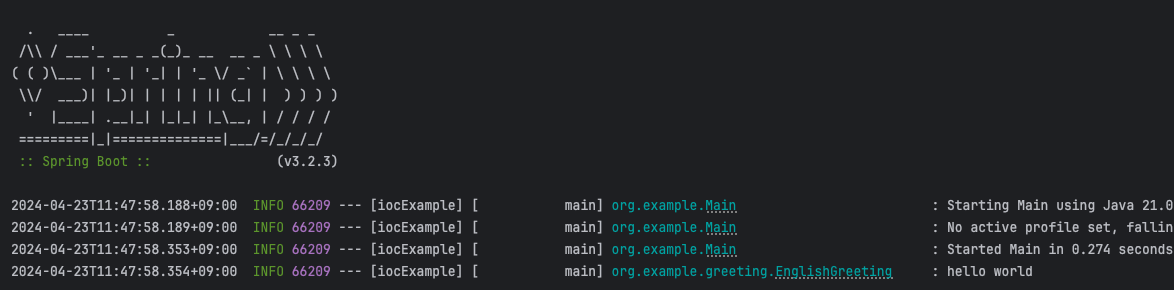 .   ____          _            __ _ _
 /\\ / ___'_ __ _ _(_)_ __  __ _ \ \ \ \
( ( )\___ | '_ | '_| | '_ \/ _` | \ \ \ \
 \\/  ___)| |_)| | | | | || (_| |  ) ) ) )
  '  |____| .__|_| |_|_| |_\__, | / / / /
 =========|_|==============|___/=/_/_/_/
 :: Spring Boot ::                (v3.2.3)
2024-04-23T11:47:58.188+09:00  INFO 66209 --- [iocExample] [           main] org.example.Main                         : Starting Main using Java 21.0
2024-04-23T11:47:58.189+09:00  INFO 66209 --- [iocExample] [           main] org.example.Main                         : No active profile set, fallin
2024-04-23T11:47:58.353+09:00  INFO 66209 --- [iocExample] [           main] org.example.Main                         : Started Main in 0.274 seconds
2024-04-23T11:47:58.354+09:00  INFO 66209 --- [iocExample] [           main] org.example.greeting.EnglishGreeting     : hello world